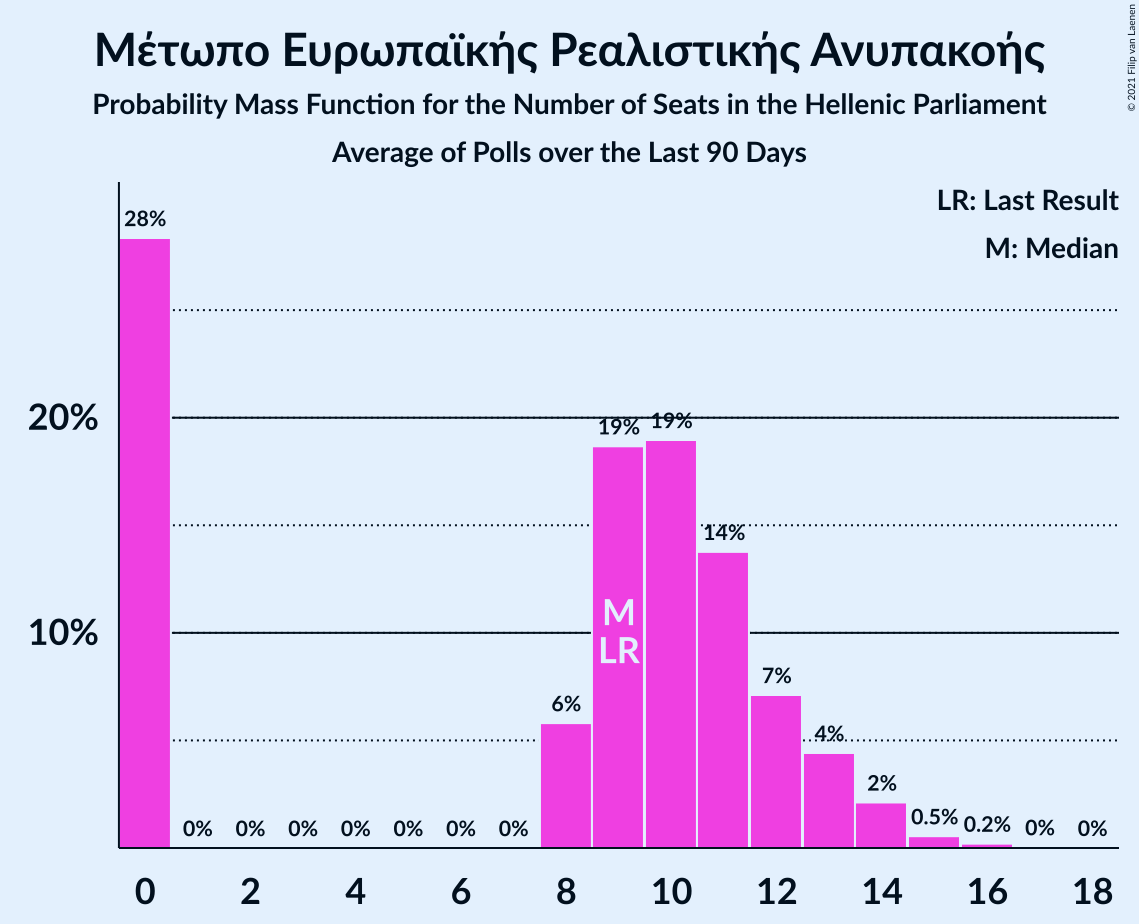 © 2021 Filip van Laenen
Μέτωπο Ευρωπαϊκής Ρεαλιστικής Ανυπακοής
Probability Mass Function for the Number of Seats in the Hellenic Parliament
Average of Polls over the Last 90 Days
LR: Last Result
M: Median
28%
20%
19% 19%
14%
10%
M
LR
7%
6%
4%
2%
0% 0% 0% 0% 0% 0% 0% 0.5% 0.2% 0% 0%
0 2 4 6 8 10 12 14 16 18